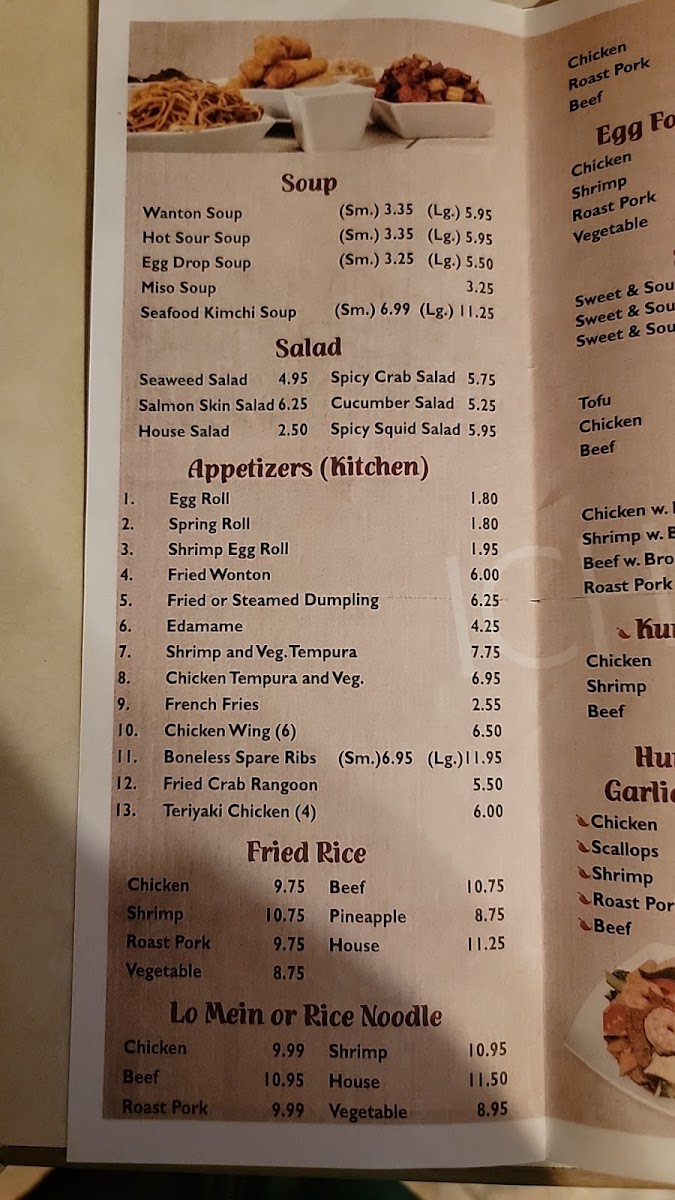 Soup
Wanton Soup (Sm.) 3.35 (Lg.) 5.95
Hot Sour Soup (Sm.) 3.35 (Lg.) 5.95
Egg Drop Soup (Sm.) 3.25 (Lg.) 5.50
Miso Soup 3.25
Seafood Kimchi Soup (Sm.) 6.99 (Lg.) 11.25
Salad
Seaweed Salad 4.95 Spicy Crab Salad 5.75
Salmon Skin Salad 6.25 Cucumber Salad 5.25
House Salad 2.50 Spicy Squid Salad 5.95
Appetizers (Kitchen)
1. Egg Roll 1.80
2. Spring Roll 1.80
3. Shrimp Egg Roll 1.95
4. Fried Wonton 6.00
5. Fried or Steamed Dumpling 6.25
6. Edamame 4.25
7. Shrimp and Veg. Tempura 7.75
8. Chicken Tempura and Veg. 6.95
9. French Fries 2.55
10. Chicken Wing (6) 6.50
11. Boneless Spare Ribs (Sm.) 6.95 (Lg.) 11.95
12. Fried Crab Rangoon 5.50
13. Teriyaki Chicken (4) 6.00
Fried Rice
Chicken 9.75 Beef 10.75
Shrimp 10.75 Pineapple 8.75
Roast Pork 9.75 House 11.25
Vegetable 8.75
Lo Mein or Rice Noodle
Chicken 9.99 Shrimp 10.95
Beef 10.95 House 11.50
Roast Pork 9.99 Vegetable 8.95
Chicken
Roast Pork
Beef
Egg Fo
Chicken
Shrimp
Roast Pork
Vegetable
Sweet & Sou
Sweet & Sou
Sweet & Sou
Tofu
Chicken
Beef
Chicken w.
Shrimp w. B
Beef w. Bro
Roast Pork
Chicken
Shrimp
Beef
Garli
Chicken
Scallops
Shrimp
Roast Por
Beef